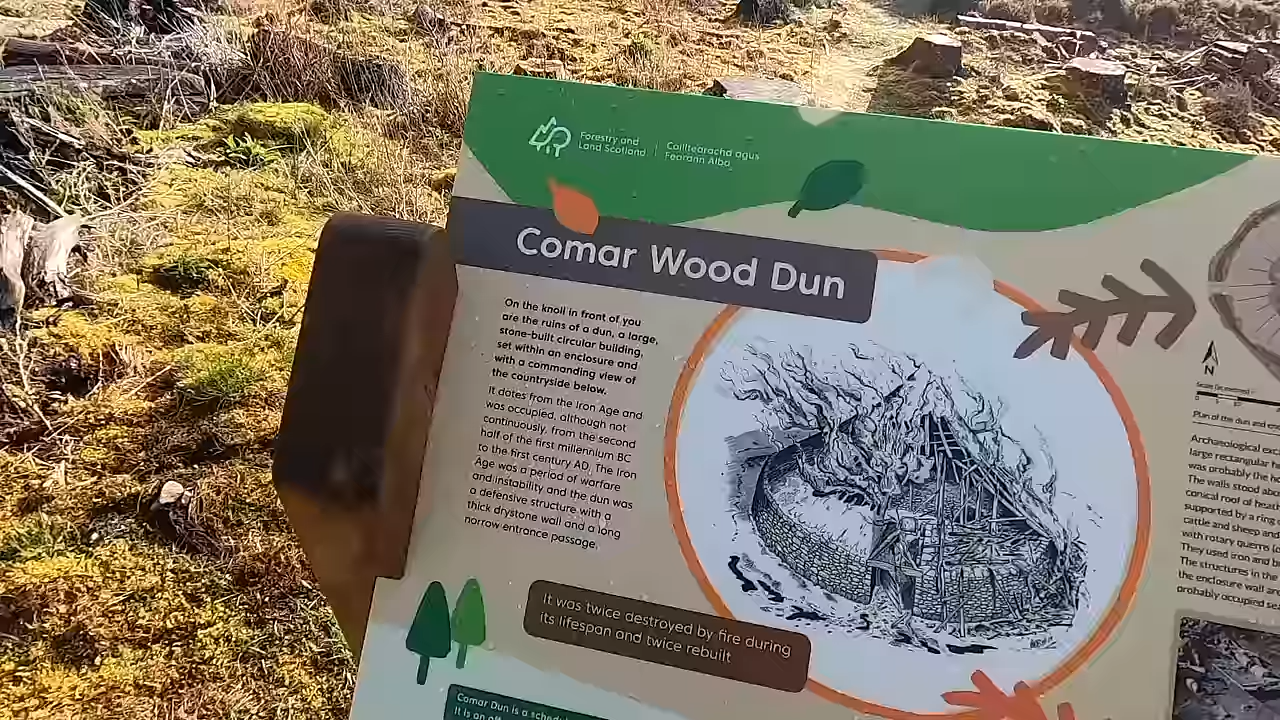 Forestry and
Land Scotland
Coilltearachd agus
Fearann Alba
Comar Wood Dun
On the knoll in front of you
are the ruins of a dun, a large,
stone-built circular building,
set within an enclosure and
with a commanding view of
the countryside below.
It dates from the Iron Age and
was occupied, although not
continuously, from the second
half of the first millennium BC
to the first century AD. The Iron
Age was a period of warfare
and instability and the dun was
a defensive structure with a
thick drystone wall and a long
narrow entrance passage.
It was twice destroyed by fire during
its lifespan and twice rebuilt
Comar Dun is a
It is an
N
Plan of the dun and
Archaeological
large rectangular
was probably the
The walls stood
conical roof of
supported by a ring
cattle and sheep and
with rotary querns
They used iron and
The structures in the
the enclosure wall
probably occupied